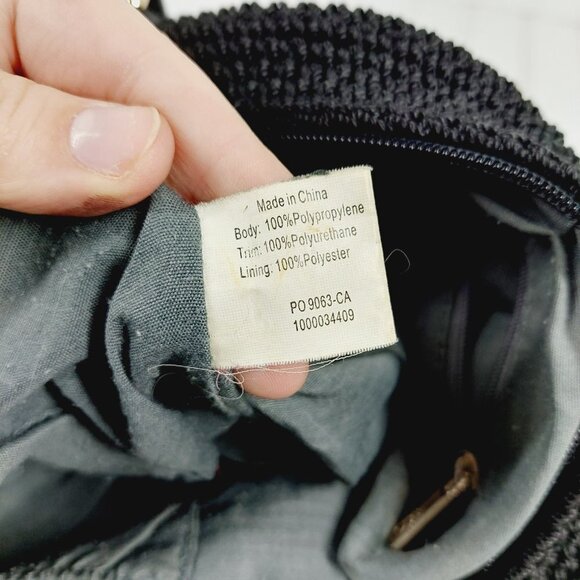 Made in China
Body: 100%Polypropylene
Trim: 100%Polyurethane
Lining: 100%Polyester
PO 9063-CA
1000034409